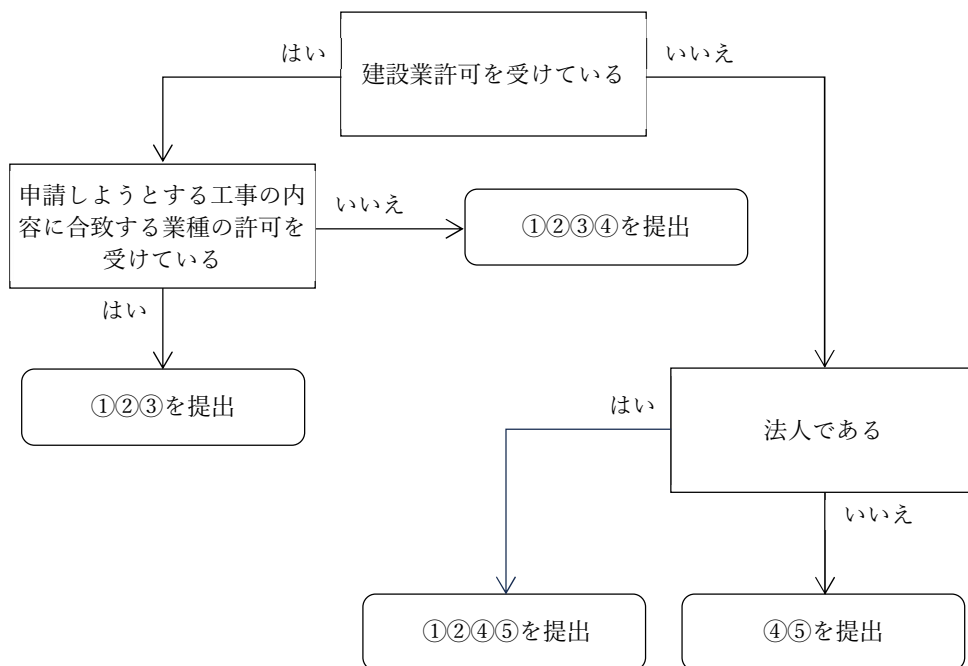 はい
建設業許可を受けている
いいえ
申請しようとする工事の内
容に合致する業種の許可を
受けている
いいえ
①②③④を提出
はい
①②③を提出
はい
法人である
いいえ
①②④⑤を提出
④⑤を提出